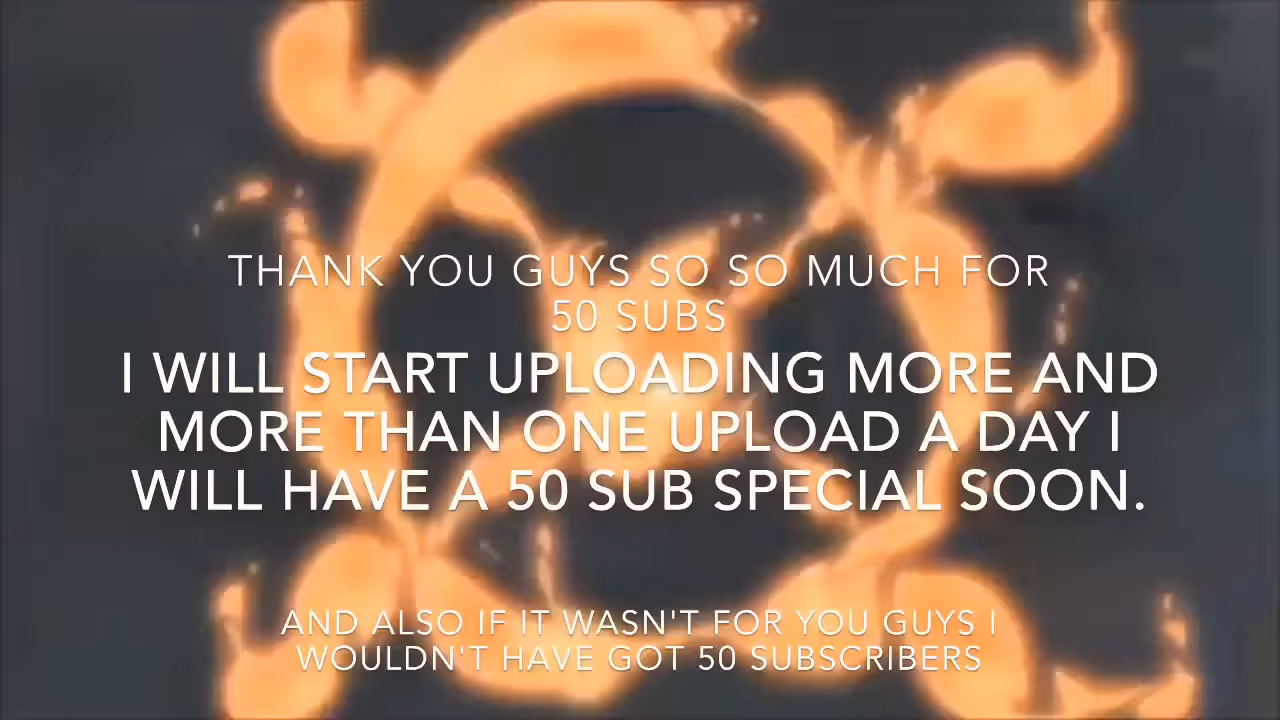 THANK YOU GUYS SO SO MUCH FOR
50 SUBS
I WILL START UPLOADING MORE AND
MORE THAN ONE UPLOAD A DAY I
WILL HAVE A 50 SUB SPECIAL SOON.
AND ALSO IF IT WASN'T FOR YOU GUYS I
WOULDN'T HAVE GOT 50 SUBSCRIBERS